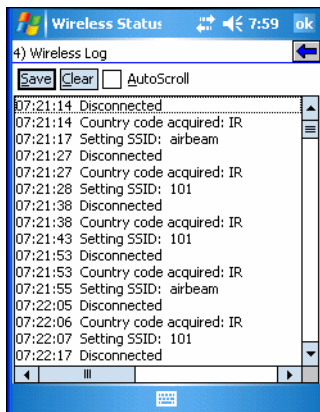 Wireless Status 7:59 ok
4) Wireless Log
Save Clear AutoScroll
07:21:14 Disconnected
07:21:14 Country code acquired: IR
07:21:17 Setting SSID: airbeam
07:21:27 Disconnected
07:21:27 Country code acquired: IR
07:21:28 Setting SSID: 101
07:21:38 Disconnected
07:21:38 Country code acquired: IR
07:21:43 Setting SSID: 101
07:21:53 Disconnected
07:21:53 Country code acquired: IR
07:21:55 Setting SSID: airbeam
07:22:05 Disconnected
07:22:06 Country code acquired: IR
07:22:07 Setting SSID: 101
07:22:17 Disconnected